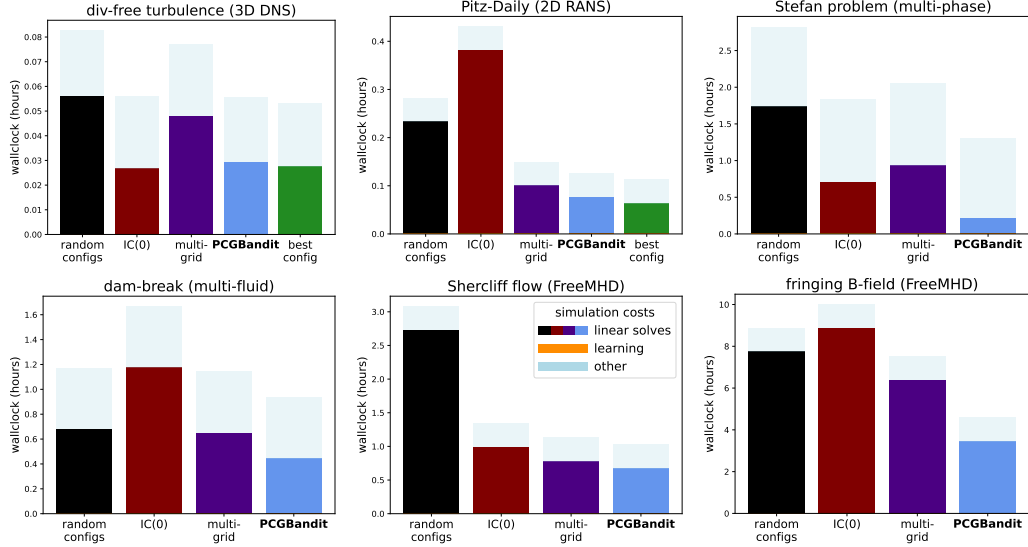 div-free turbulence (3D DNS)
wallclock (hours)
0.08
0.07
0.06
0.05
0.04
0.03
0.02
0.01
0.00
random configs
IC(0)
multi-grid
PCGBandit
best config
Pitz-Daily (2D RANS)
wallclock (hours)
0.4
0.3
0.2
0.1
0.0
random configs
IC(0)
multi-grid
PCGBandit
best config
Stefan problem (multi-phase)
wallclock (hours)
2.5
2.0
1.5
1.0
0.5
0.0
random configs
IC(0)
multi-grid
PCGBandit
dam-break (multi-fluid)
wallclock (hours)
1.6
1.4
1.2
1.0
0.8
0.6
0.4
0.2
0.0
random configs
IC(0)
multi-grid
PCGBandit
Shercliff flow (FreeMHD)
wallclock (hours)
3.0
2.5
2.0
1.5
1.0
0.5
0.0
simulation costs
linear solves
learning
other
random configs
IC(0)
multi-grid
PCGBandit
fringing B-field (FreeMHD)
wallclock (hours)
10
8
6
4
2
0
random configs
IC(0)
multi-grid
PCGBandit